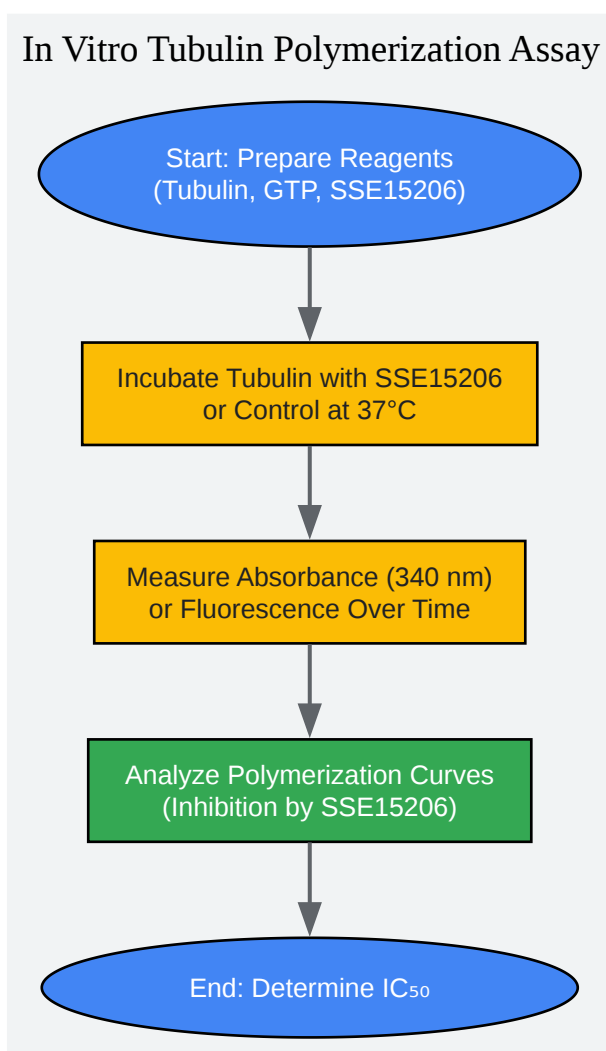 In Vitro Tubulin Polymerization Assay
Start: Prepare Reagents
(Tubulin, GTP, SSE15206)
Incubate Tubulin with SSE15206
or Control at 37°C
Measure Absorbance (340 nm)
or Fluorescence Over Time
Analyze Polymerization Curves
(Inhibition by SSE15206)
End: Determine IC₅₀